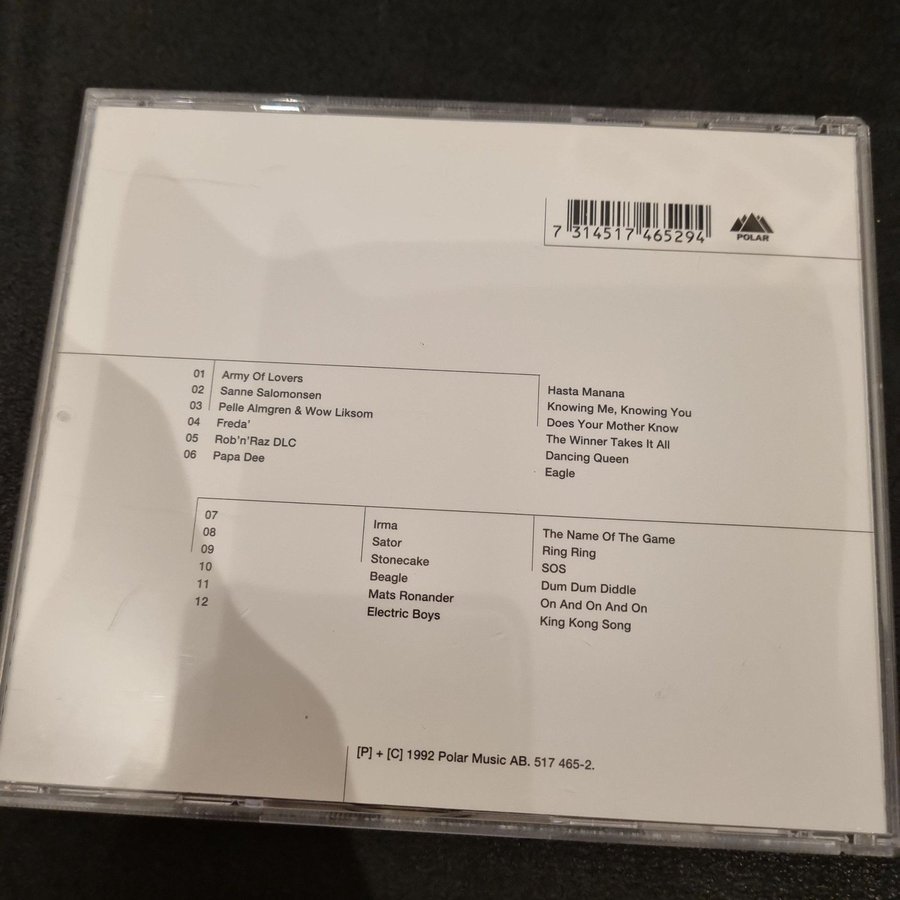 7 314517 465294
POLAR
01 Army Of Lovers Hasta Manana
02 Sanne Salomonsen Knowing Me, Knowing You
03 Pelle Almgren & Wow Liksom Does Your Mother Know
04 Freda' The Winner Takes It All
05 Rob'n'Raz DLC Dancing Queen
06 Papa Dee Eagle
07 Irma The Name Of The Game
08 Sator Ring Ring
09 Stonecake SOS
10 Beagle Dum Dum Diddle
11 Mats Ronander On And On And On
12 Electric Boys King Kong Song
[P] + [C] 1992 Polar Music AB. 517 465-2.